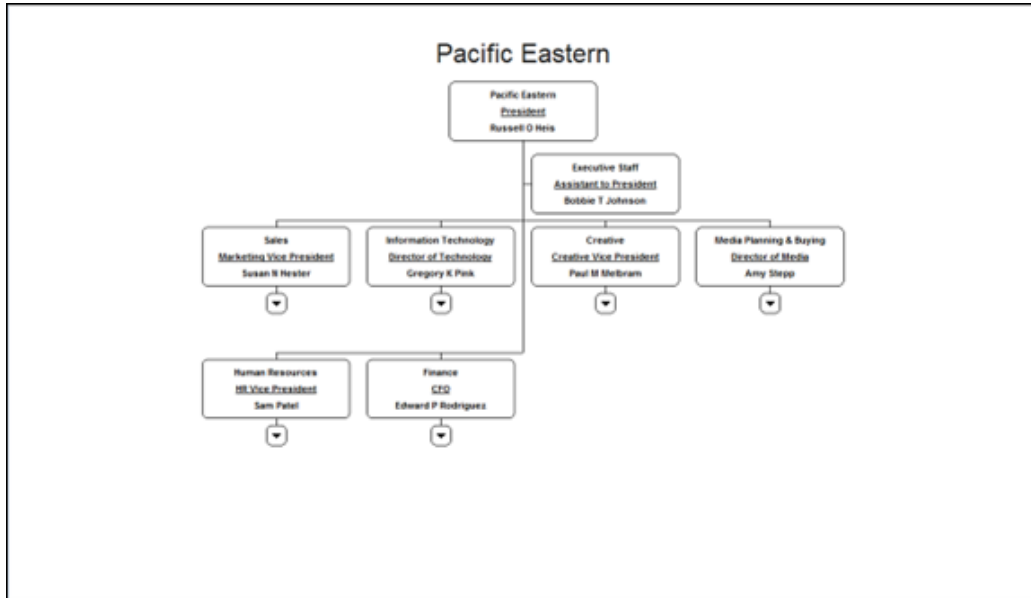 Pacific Eastern
Pacific Eastern
President
Russell O Heis
Executive Staff
Assistant to President
Bobbie T Johnson
Sales
Marketing Vice President
Susan N Hester
Information Technology
Director of Technology
Gregory K Pink
Creative
Creative Vice President
Paul M Melbram
Media Planning & Buying
Director of Media
Amy Stepp
Human Resources
HR Vice President
Sam Patel
Finance
CFO
Edward P Rodriguez